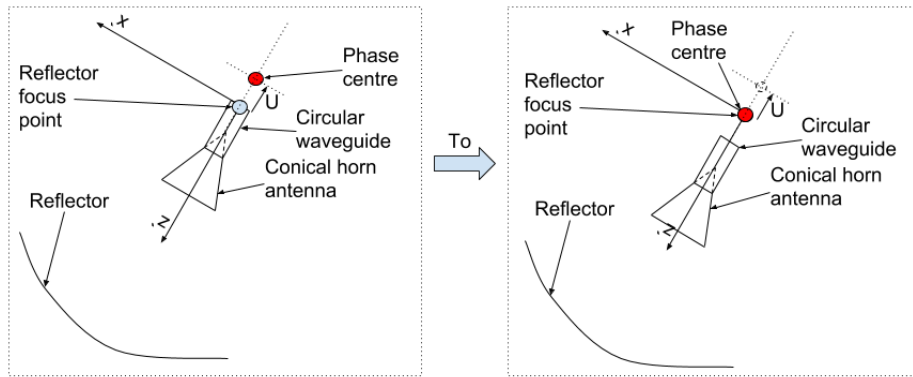 Phase
centre
Reflector
focus
point
U
Circular
waveguide
Conical horn
antenna
Reflector
'X
'Z
To
Phase
centre
Reflector
focus
point
U
Circular
waveguide
Conical horn
antenna
Reflector
'X
'Z